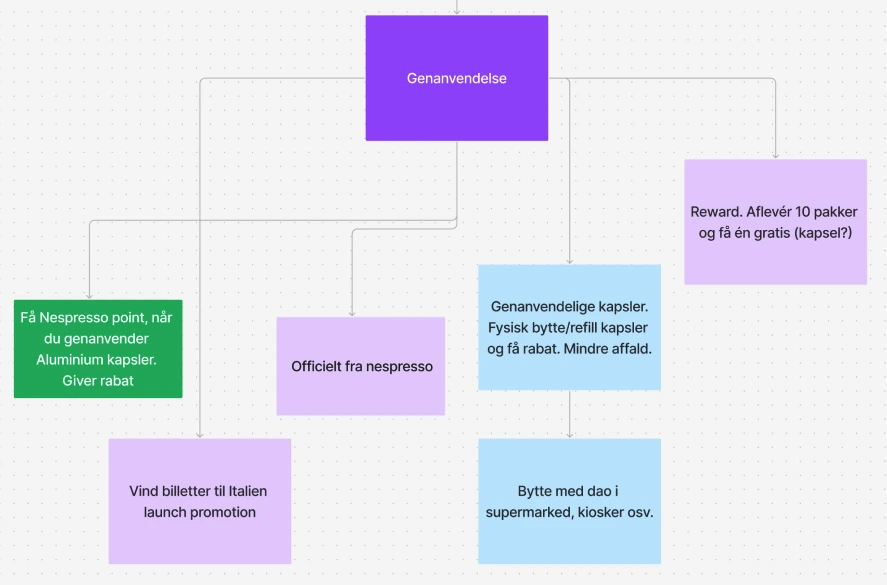 Genanvendelse
Reward. Aflevér 10 pakker
og få én gratis (kapsel?)
Genanvendelige kapsler.
Fysisk bytte/refill kapsler
og få rabat. Mindre affald.
Få Nespresso point, når
du genanvender
Aluminium kapsler.
Giver rabat
Officielt fra nespresso
Vind billetter til Italien
launch promotion
Bytte med dao i
supermarked, kiosker osv.